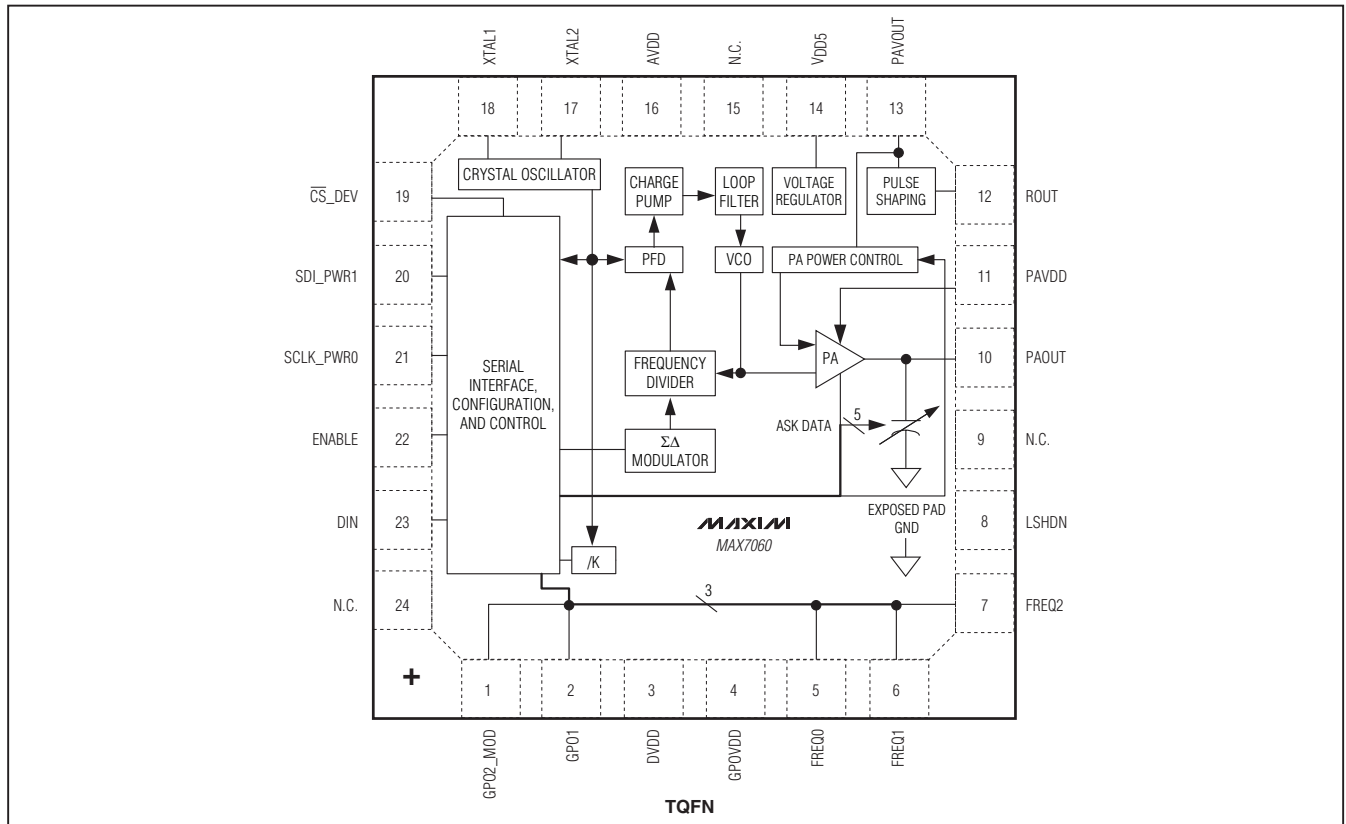 XTAL1
XTAL2
AVDD
N.C.
VDD5
PAVOUT
18
17
16
15
14
13
CS_DEV
19
CRYSTAL OSCILLATOR
CHARGE
PUMP
LOOP
FILTER
VOLTAGE
REGULATOR
PULSE
SHAPING
12
ROUT
SDI_PWR1
20
PFD
VCO
PA POWER CONTROL
11
PAVDD
SCLK_PWR0
21
SERIAL
INTERFACE,
CONFIGURATION,
AND CONTROL
FREQUENCY
DIVIDER
PA
10
PAOUT
ENABLE
22
ΣΔ
MODULATOR
ASK DATA
5
9
N.C.
DIN
23
MAXIM
MAX7060
EXPOSED PAD
GND
8
LSHDN
/K
N.C.
24
3
7
FREQ2
+
1
2
3
4
5
6
GPO2_MOD
GPO1
DVDD
GPOVDD
FREQ0
FREQ1
TQFN